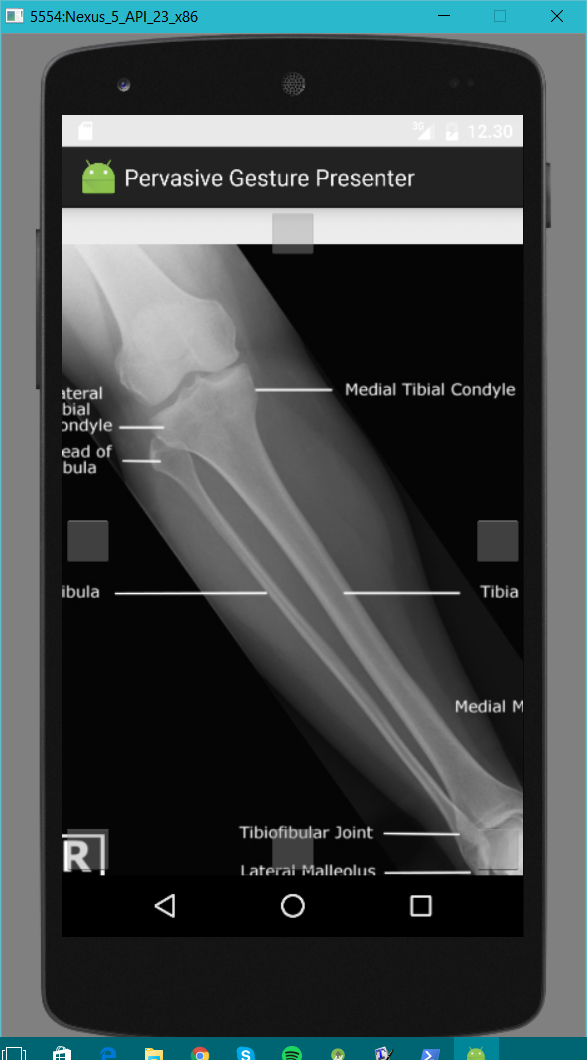 5554:Nexus_5_API_23_x86
3G
12.30
Pervasive Gesture Presenter
Medial Tibial Condyle
ateral
bial
ondyle
ead of
bula
ibula
Tibia
Medial M
Tibiofibular Joint
R
Lateral Malleolus